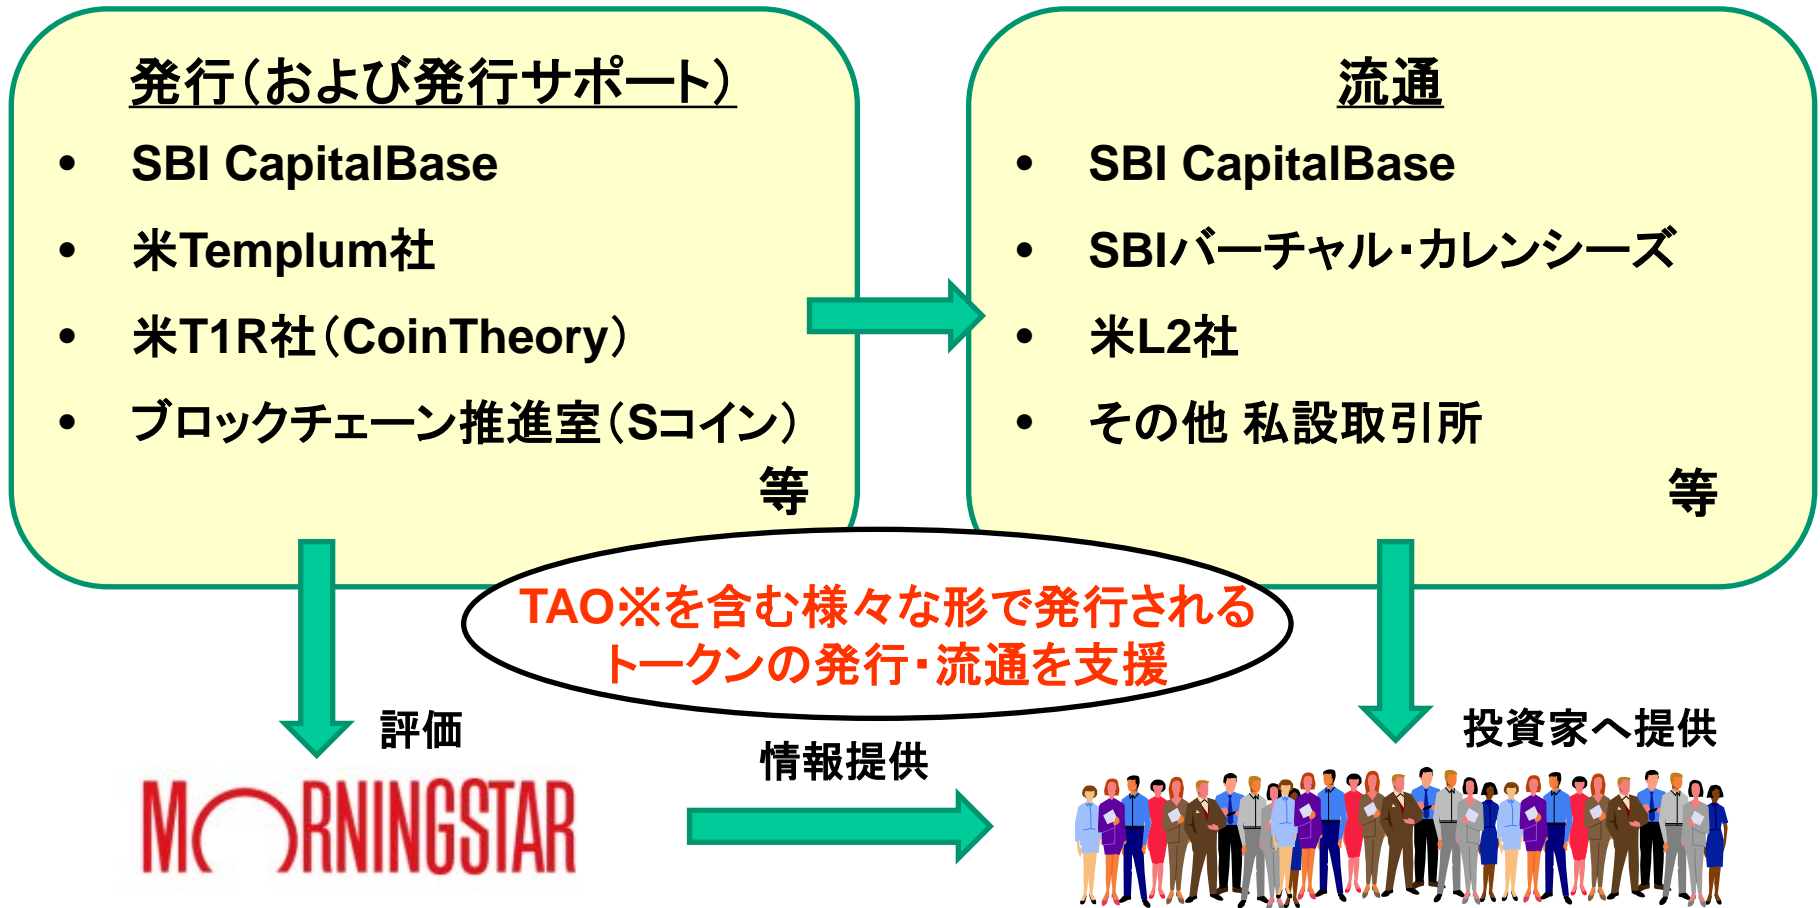 発行（および発行サポート）
• SBI CapitalBase
• 米Templum社
• 米T1R社（CoinTheory）
• ブロックチェーン推進室（Sコイン）
等
流通
• SBI CapitalBase
• SBIバーチャル・カレンシーズ
• 米L2社
• その他 私設取引所
等
TAO※を含む様々な形で発行される
トークンの発行・流通を支援
評価
情報提供
投資家へ提供
MORNINGSTAR